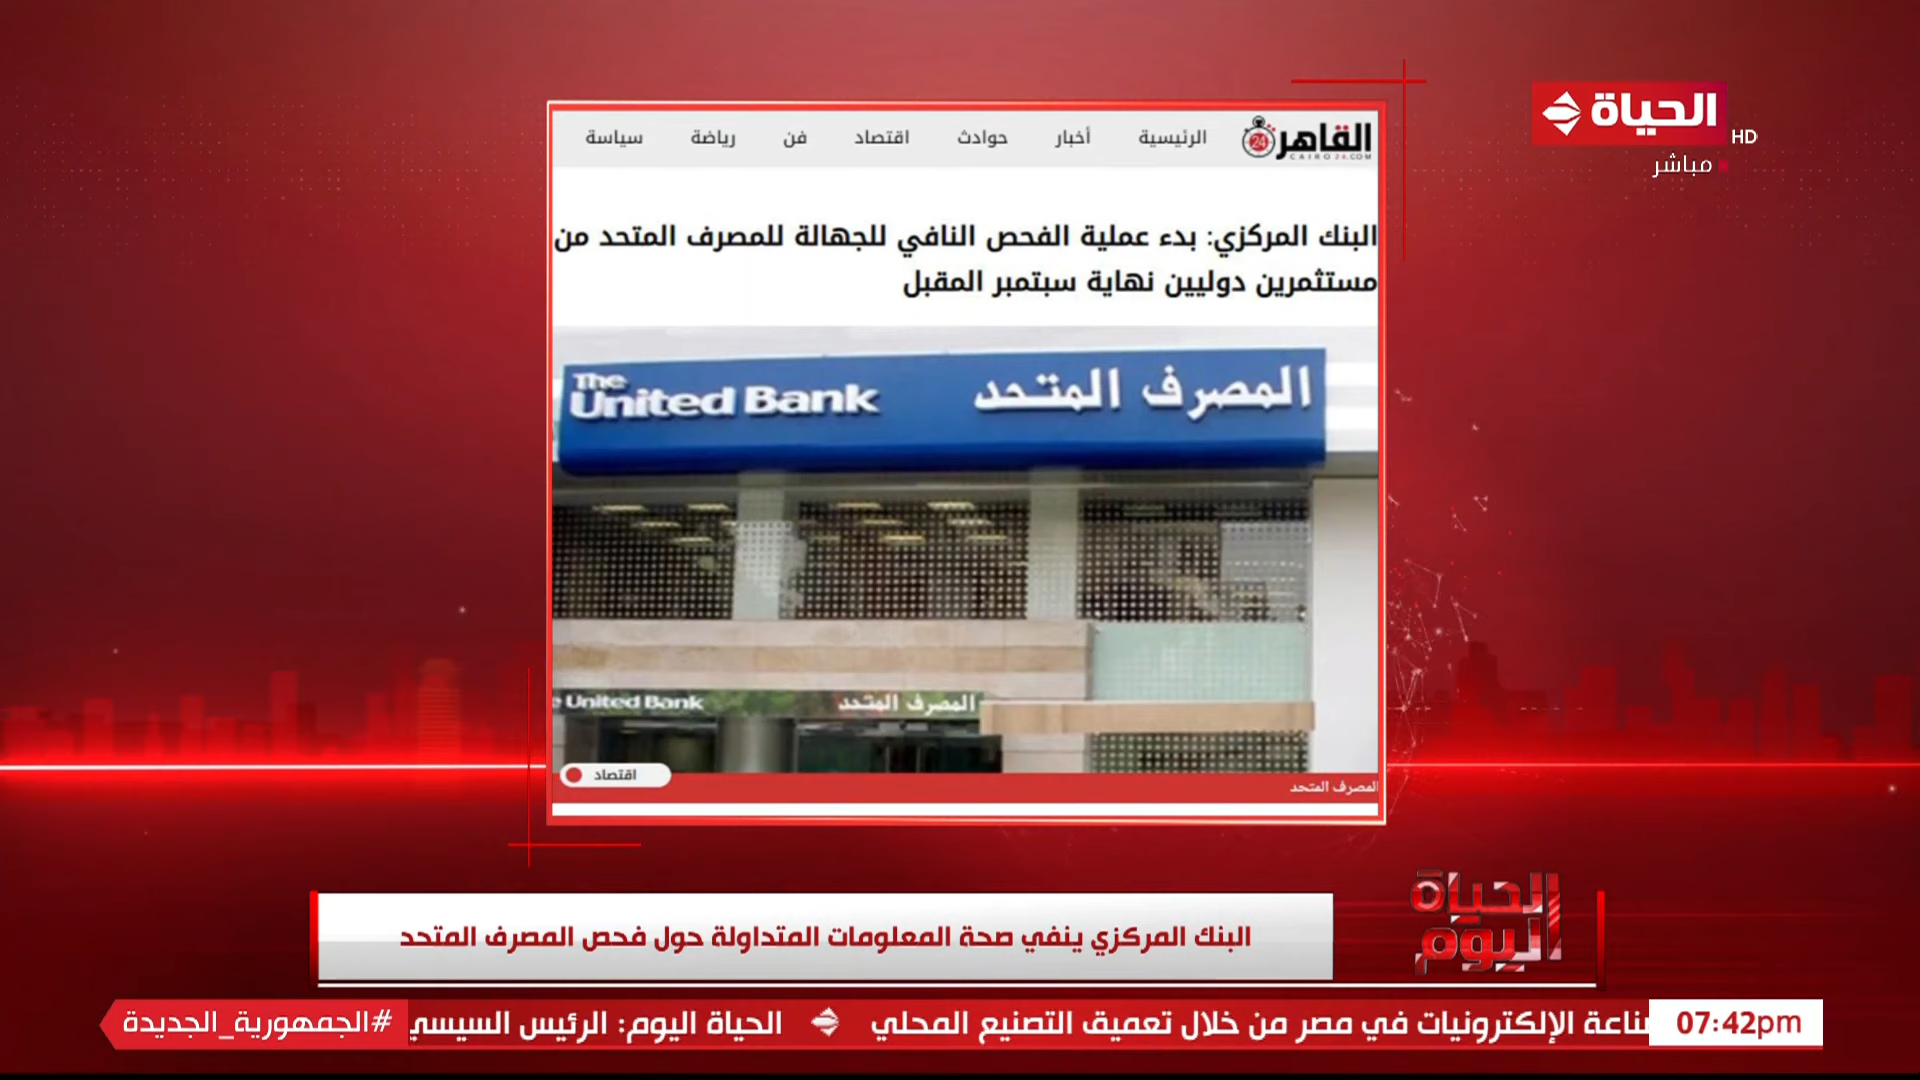 الحياة
HD
مباشر
القاهرة 24
CAIRO24.COM
الرئيسية أخبار حوادث اقتصاد فن رياضة سياسة
البنك المركزي: بدء عملية الفحص النافي للجهالة للمصرف المتحد من
مستثمرين دوليين نهاية سبتمبر المقبل
The
United Bank المصرف المتحد
United Bank المصرف المتحد
اقتصاد
المصرف المتحد
الحياة
اليوم
البنك المركزي ينفي صحة المعلومات المتداولة حول فحص المصرف المتحد
07:42pm
ناعة الإلكترونيات في مصر من خلال تعميق التصنيع المحلي الحياة اليوم: الرئيس السيسي
#الجمهورية_الجديدة